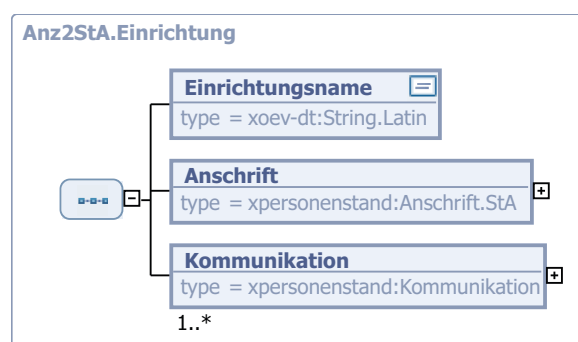 Anz2StA.Einrichtung
Einrichtungsname
type = xoev-dt:String.Latin
Anschrift
type = xpersonenstand:Anschrift.StA
Kommunikation
type = xpersonenstand:Kommunikation
1..*